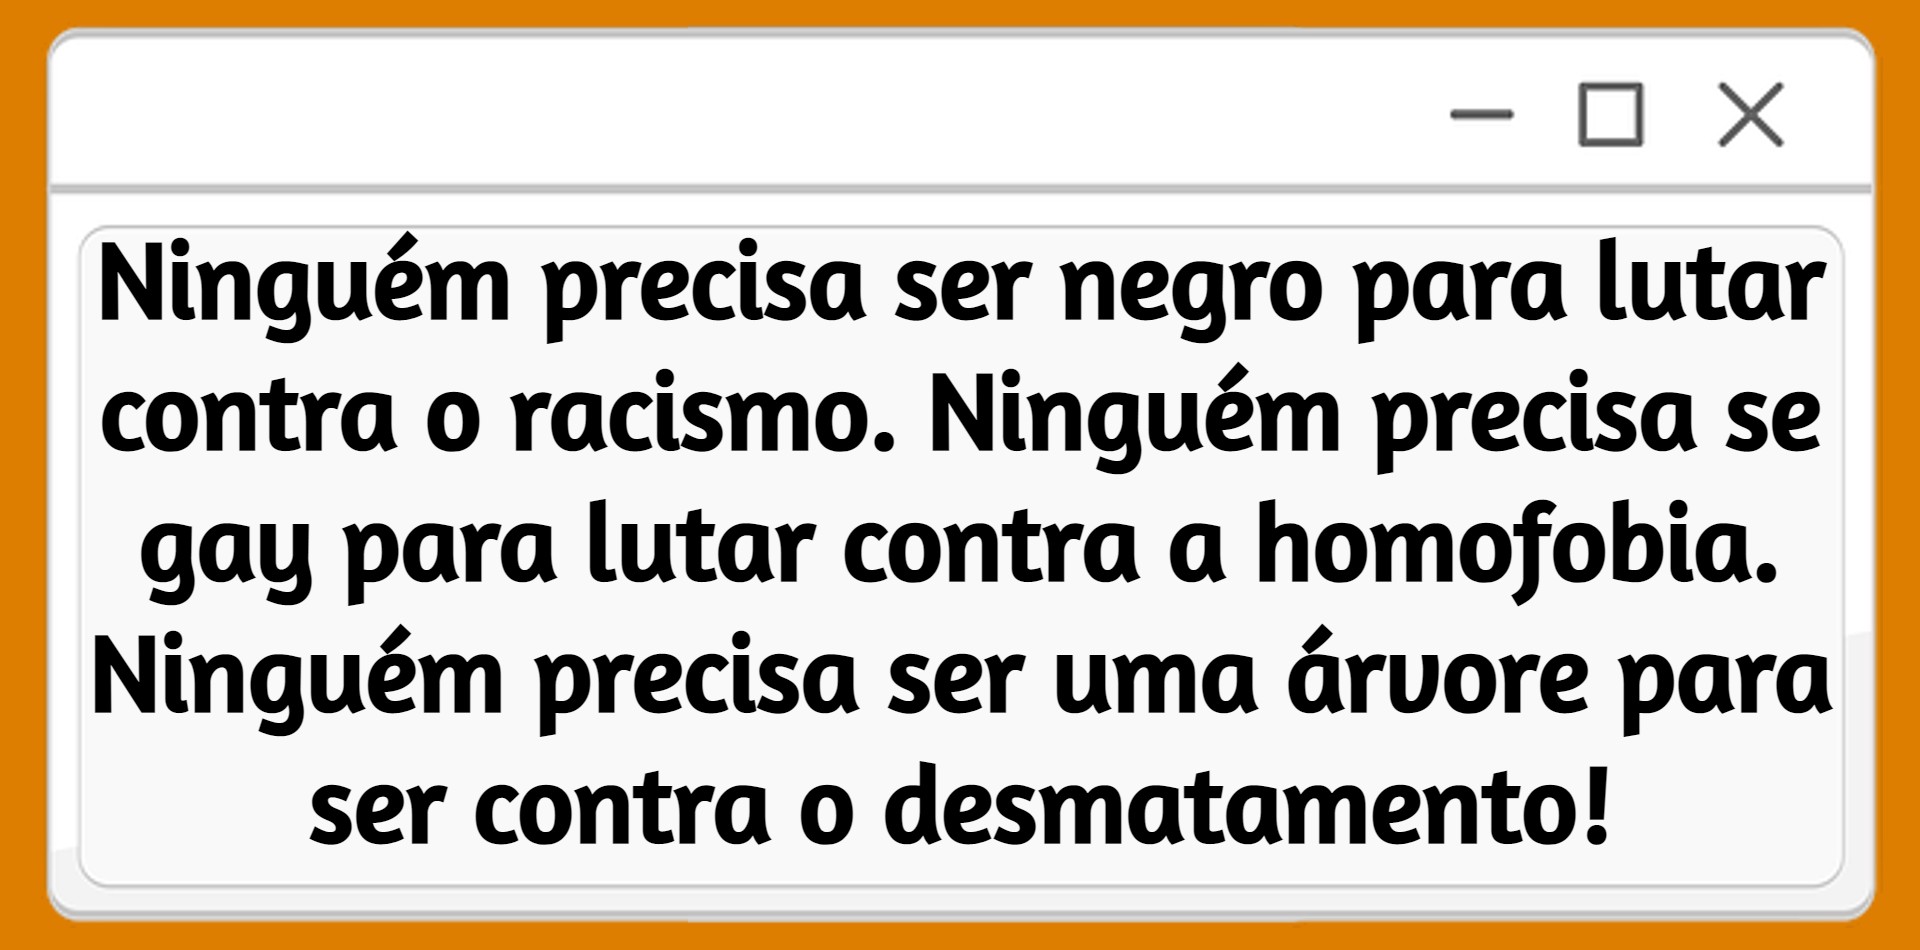 Ninguém precisa ser negro para lutar
contra o racismo. Ninguém precisa se
gay para lutar contra a homofobia.
Ninguém precisa ser uma árvore para
ser contra o desmatamento!